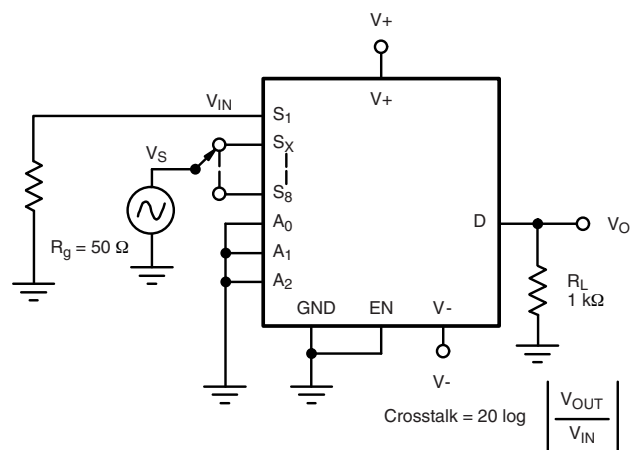 V+
V+
VIN
S1
SX
VS
S8
A0
D
VO
Rg = 50 Ω
A1
A2
RL
1 kΩ
GND
EN
V-
V-
Crosstalk = 20 log
VOUT
VIN